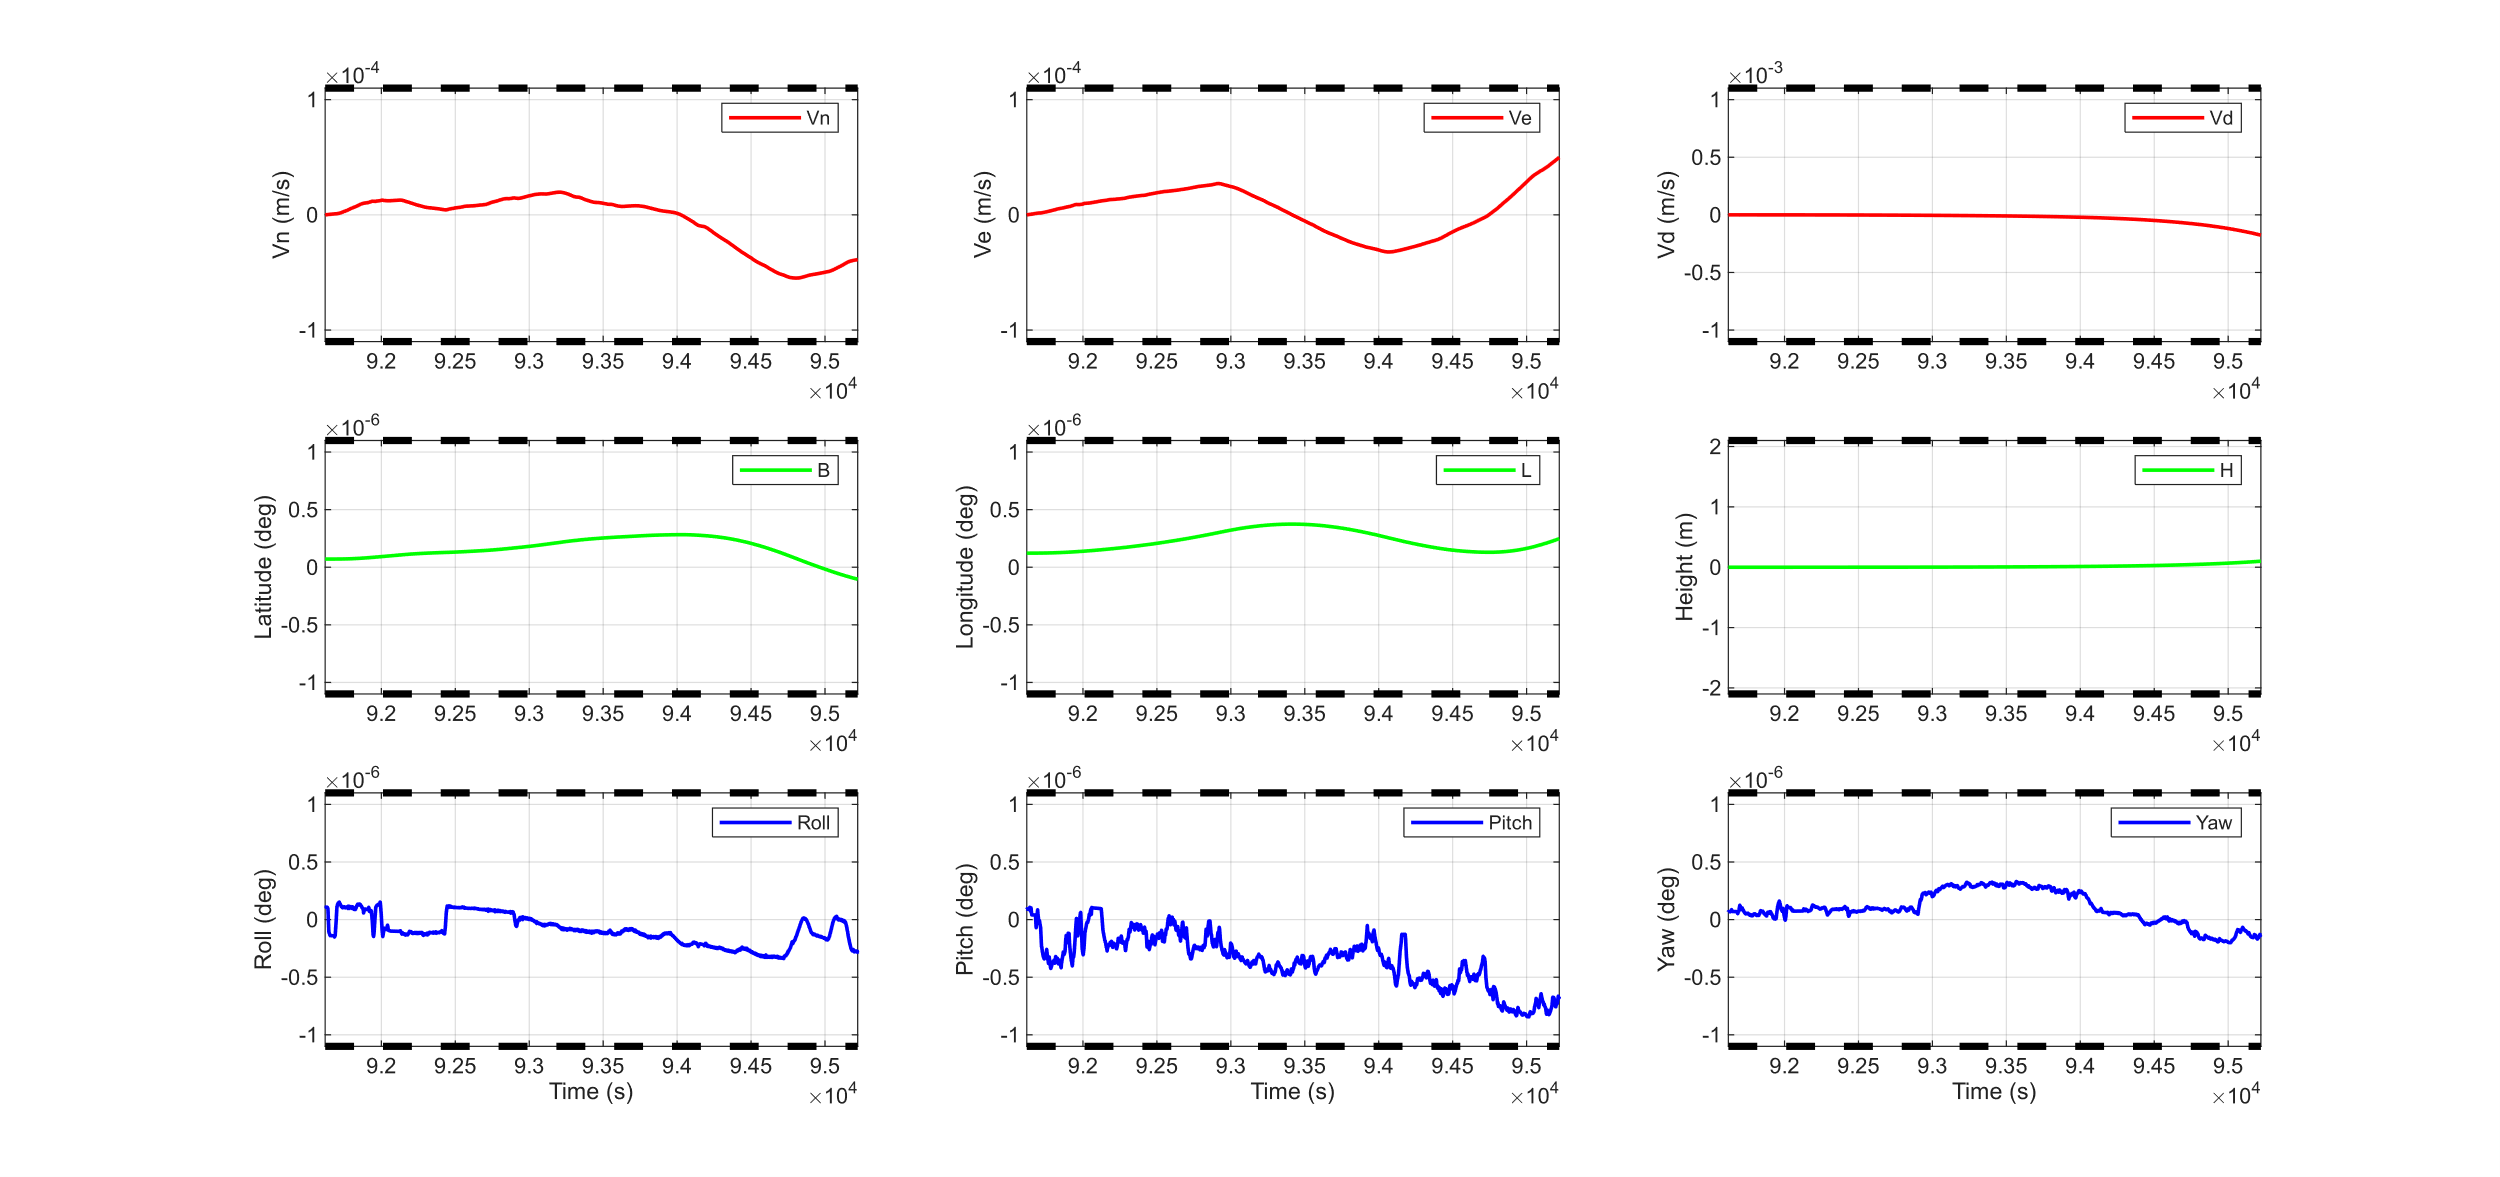 ×10-4 ×10-4 ×10-3
1 Vn 1 Ve 1 Vd
0.5
Vn (m/s) 0 Ve (m/s) 0 Vd (m/s) 0
-0.5
-1 -1 -1
9.2 9.25 9.3 9.35 9.4 9.45 9.5 9.2 9.25 9.3 9.35 9.4 9.45 9.5 9.2 9.25 9.3 9.35 9.4 9.45 9.5
×104 ×104 ×104
×10-6 ×10-6
1 B 1 L 2 H
0.5 0.5 1
Latitude (deg) 0 Longitude (deg) 0 Height (m) 0
-0.5 -0.5 -1
-1 -1 -2
9.2 9.25 9.3 9.35 9.4 9.45 9.5 9.2 9.25 9.3 9.35 9.4 9.45 9.5 9.2 9.25 9.3 9.35 9.4 9.45 9.5
×104 ×104 ×104
×10-6 ×10-6 ×10-6
1 Roll 1 Pitch 1 Yaw
0.5 0.5 0.5
Roll (deg) 0 Pitch (deg) 0 Yaw (deg) 0
-0.5 -0.5 -0.5
-1 -1 -1
9.2 9.25 9.3 9.35 9.4 9.45 9.5 9.2 9.25 9.3 9.35 9.4 9.45 9.5 9.2 9.25 9.3 9.35 9.4 9.45 9.5
Time (s) ×104 Time (s) ×104 Time (s) ×104